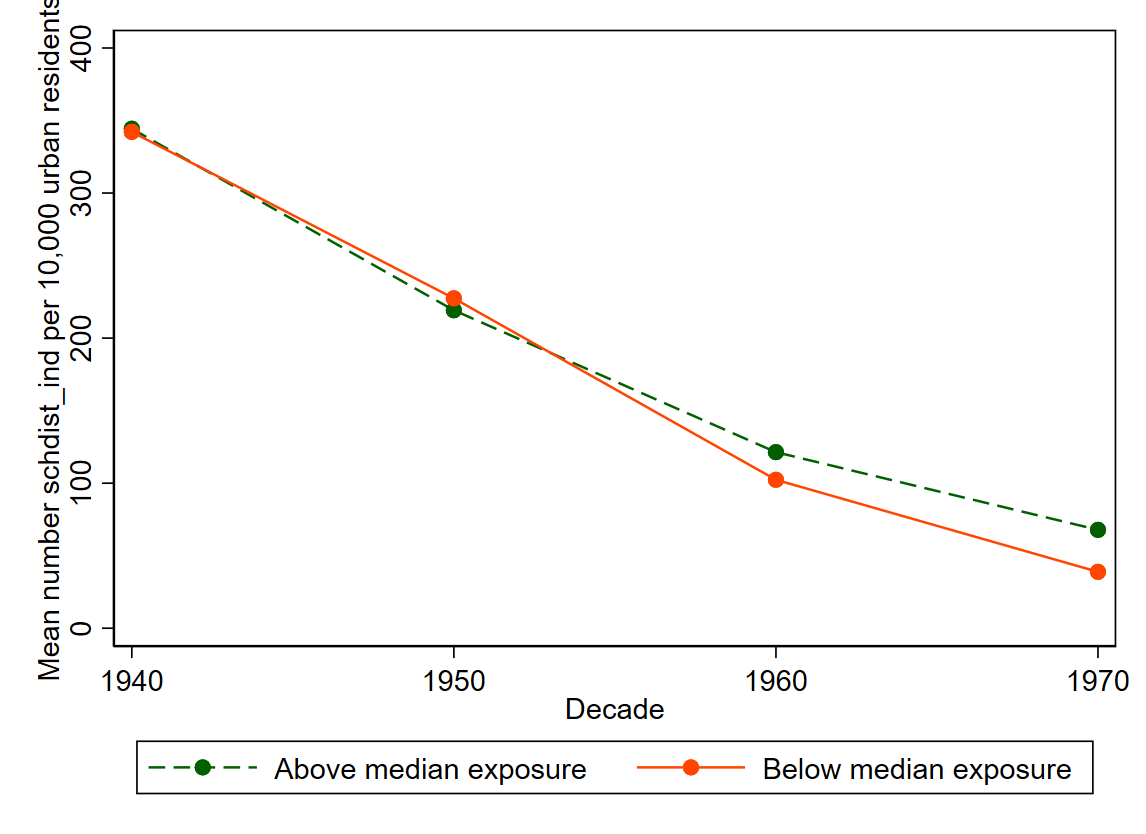 Mean number schdist_ind per 10,000 urban residents
400
300
200
100
0
1940 1950 1960 1970
Decade
Above median exposure Below median exposure